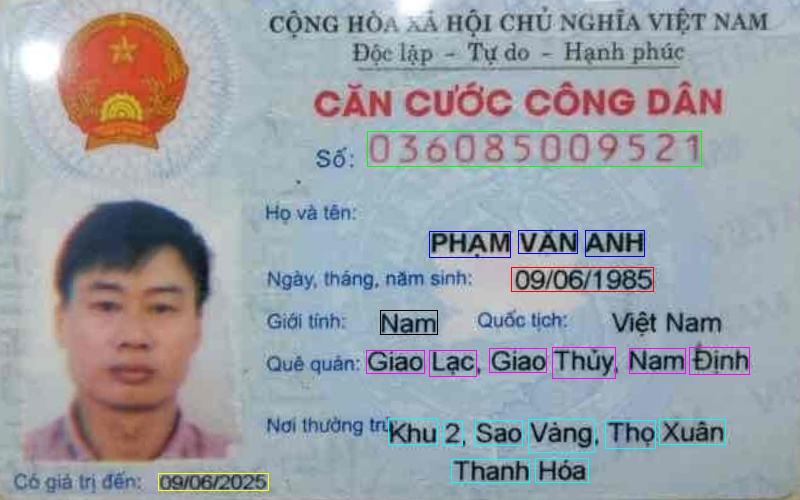 CỘNG HÒA XÃ HỘI CHỦ NGHĨA VIỆT NAM
Độc lập - Tự do - Hạnh phúc
CĂN CƯỚC CÔNG DÂN
Số: 036085009521
Họ và tên:
PHẠM VĂN ANH
Ngày, tháng, năm sinh: 09/06/1985
Giới tính: Nam Quốc tịch: Việt Nam
Quê quán: Giao Lạc, Giao Thủy, Nam Định
Nơi thường trú: Khu 2, Sao Vàng, Thọ Xuân
Thanh Hóa
Có giá trị đến: 09/06/2025